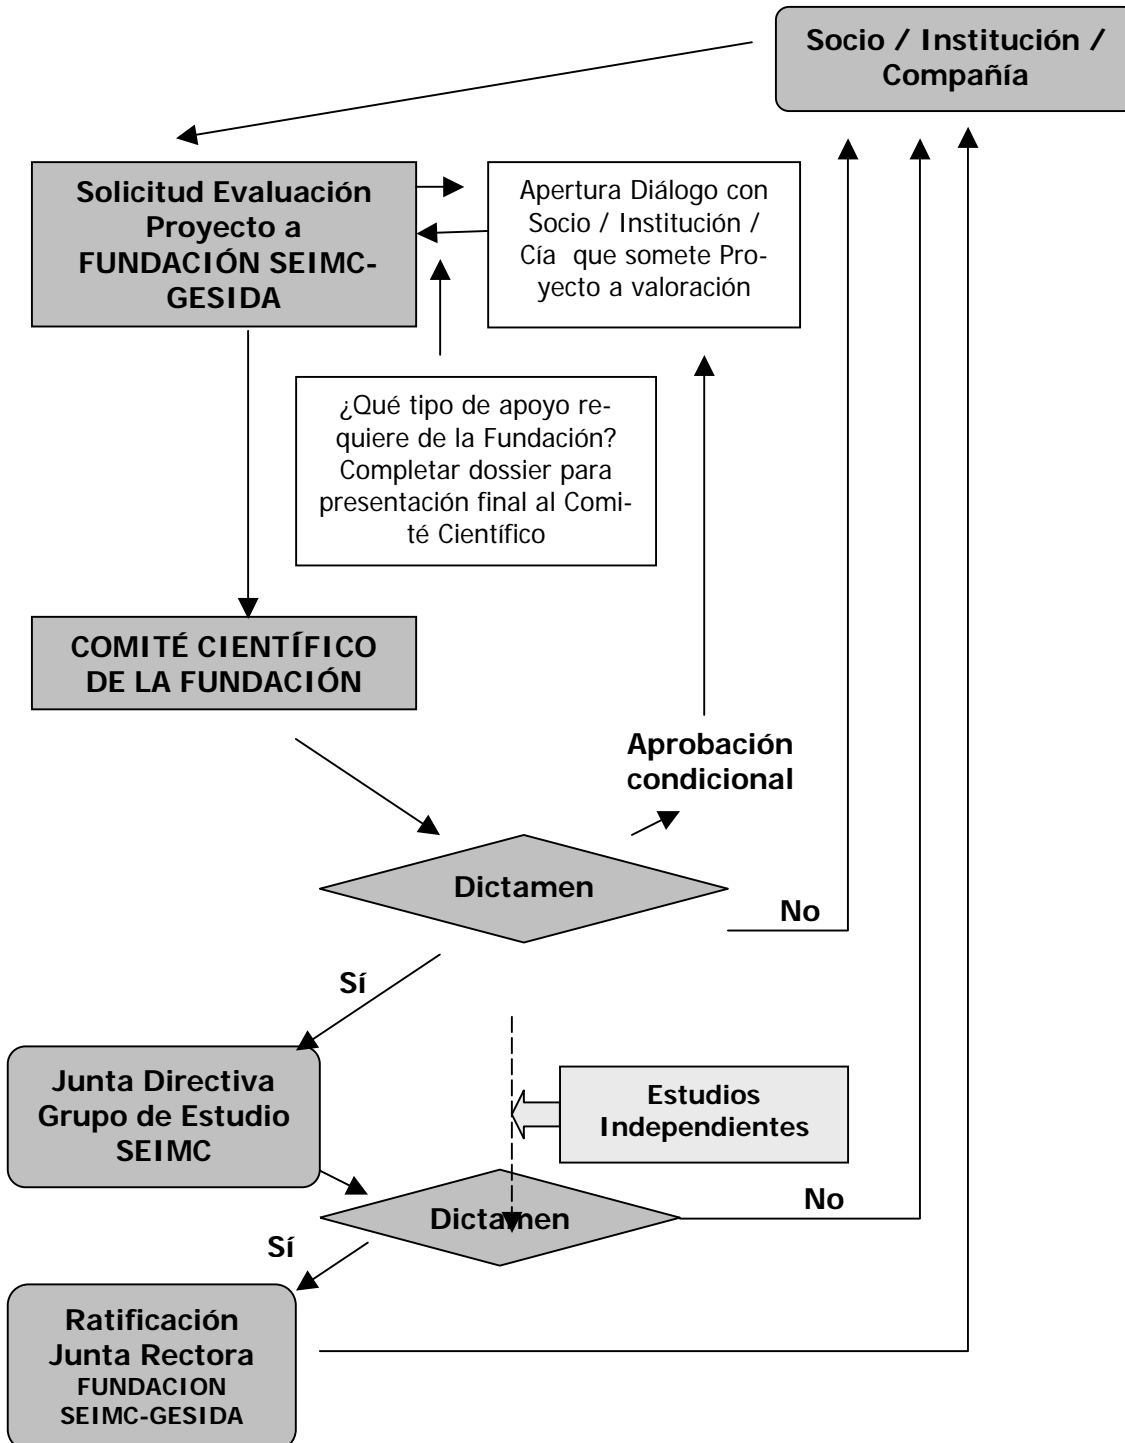 Socio / Institución /
Compañía
Solicitud Evaluación
Proyecto a
FUNDACIÓN SEIMC-
GESIDA
Apertura Diálogo con
Socio / Institución /
Cía  que somete Pro-
yecto a valoración
¿Qué tipo de apoyo re-
quiere de la Fundación?
Completar dossier para
presentación final al Comi-
té Científico
COMITÉ CIENTÍFICO
DE LA FUNDACIÓN
Aprobación
condicional
Dictamen
No
Sí
Junta Directiva
Grupo de Estudio
SEIMC
Estudios
Independientes
Dictamen
No
Sí
Ratificación
Junta Rectora
FUNDACION
SEIMC-GESIDA